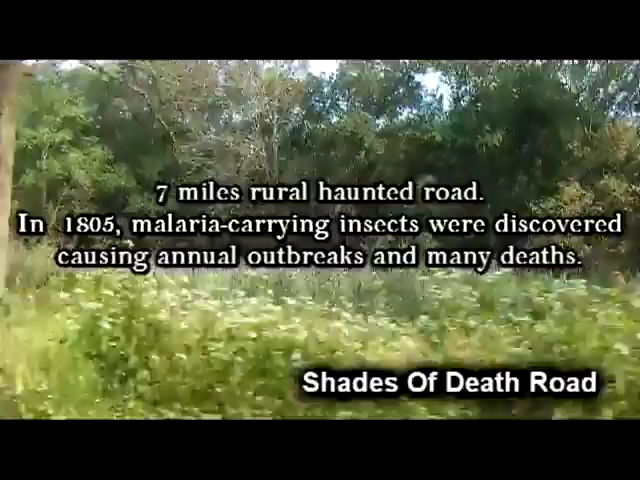 7 miles rural haunted road.
In 1805, malaria-carrying insects were discovered
causing annual outbreaks and many deaths.
Shades Of Death Road